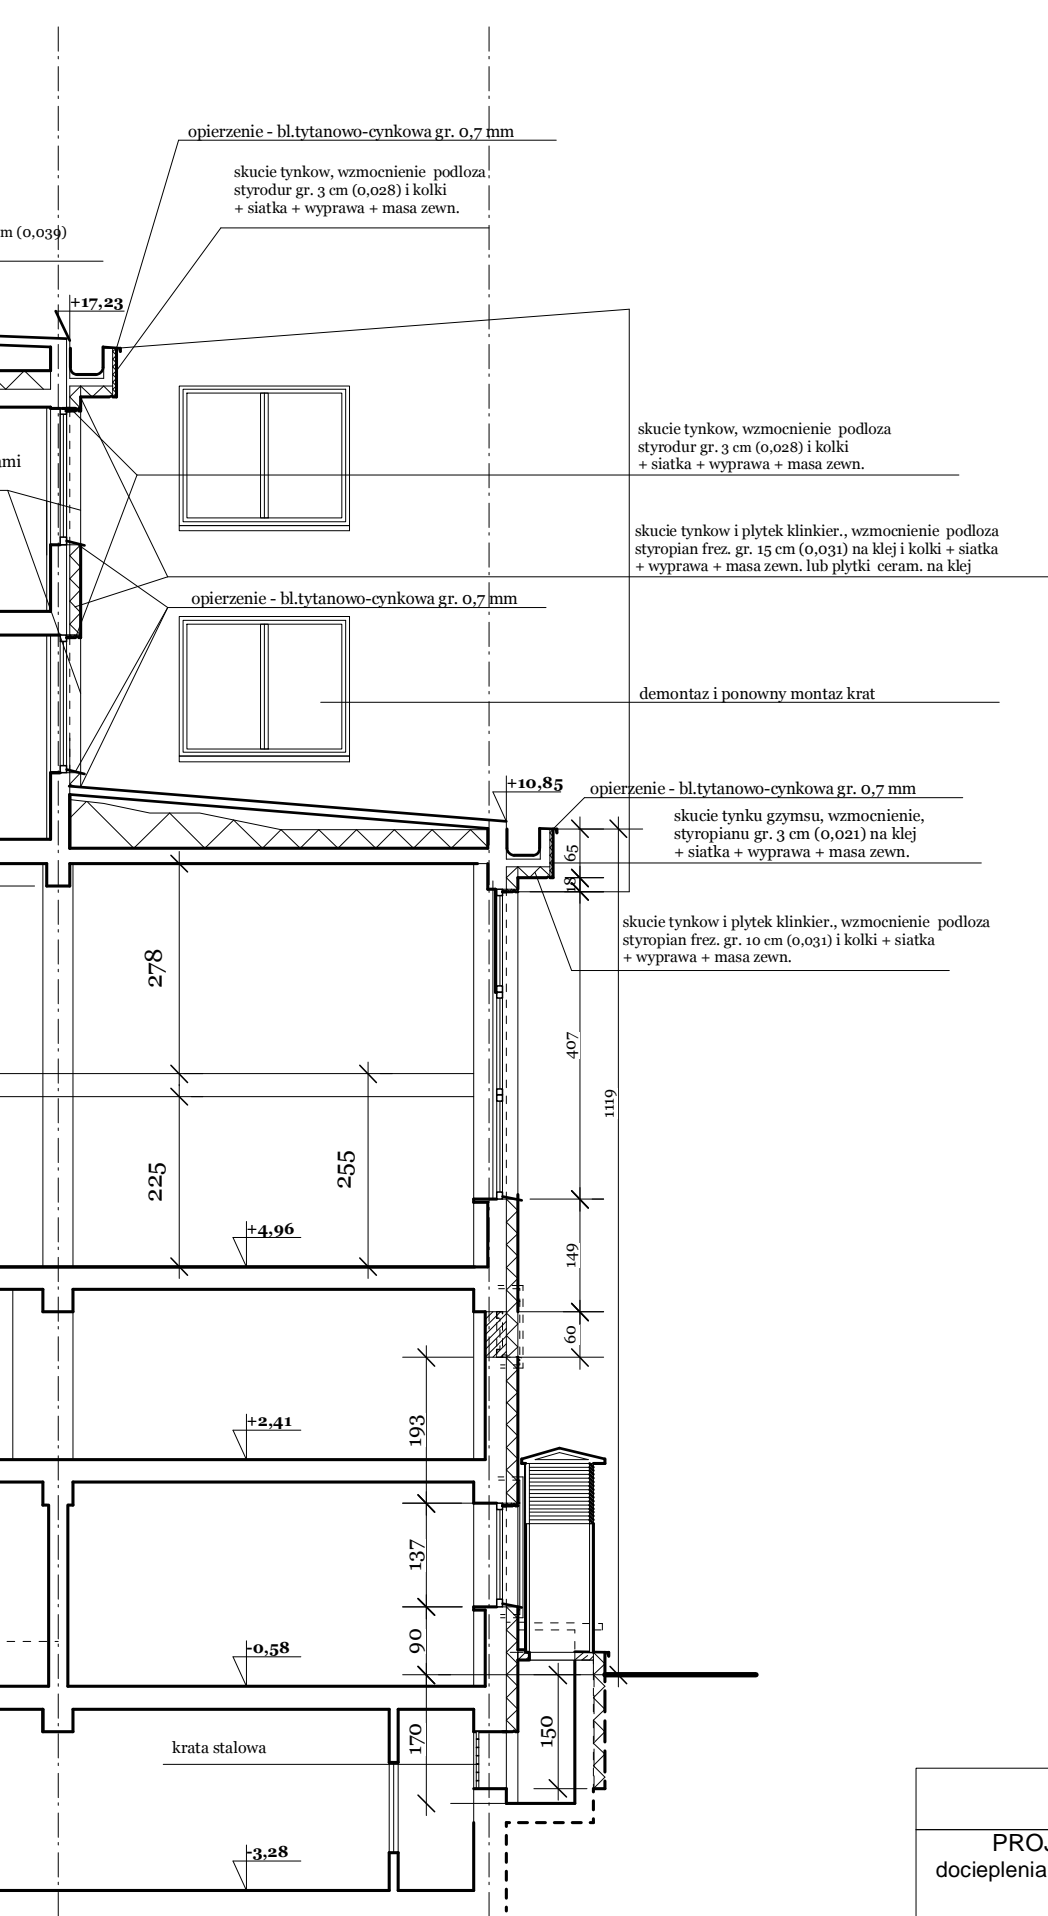 opierzenie - bl.tytanowo-cynkowa gr. 0,7 mm
skucie tynkow, wzmocnienie podloza
styrodur gr. 3 cm (0,028) i kolki
+ siatka + wyprawa + masa zewn.
m (0,039)
+17,23
skucie tynkow, wzmocnienie podloza
styrodur gr. 3 cm (0,028) i kolki
+ siatka + wyprawa + masa zewn.
ami
skucie tynkow i plytek klinkier., wzmocnienie podloza
styropian frez. gr. 15 cm (0,031) na klej i kolki + siatka
+ wyprawa + masa zewn. lub plytki ceram. na klej
opierzenie - bl.tytanowo-cynkowa gr. 0,7 mm
demontaz i ponowny montaz krat
+10,85
opierzenie - bl.tytanowo-cynkowa gr. 0,7 mm
skucie tynku gzymsu, wzmocnienie,
styropianu gr. 3 cm (0,021) na klej
+ siatka + wyprawa + masa zewn.
65
18
skucie tynkow i plytek klinkier., wzmocnienie podloza
styropian frez. gr. 10 cm (0,031) i kolki + siatka
+ wyprawa + masa zewn.
278
407
1119
225
255
+4,96
149
60
+2,41
193
137
90
-0,58
170
150
krata stalowa
-3,28
PROJ
docieplenia